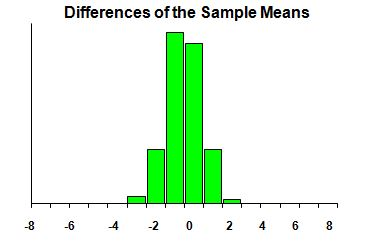 Differences of the Sample Means
-8 -6 -4 -2 0 2 4 6 8